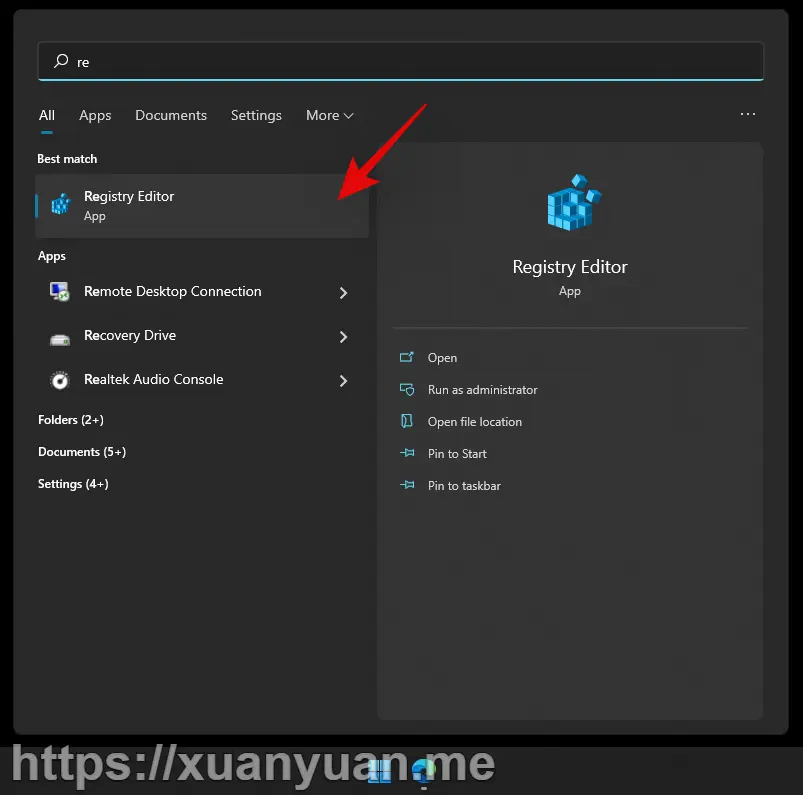 re
All Apps Documents Settings More
Best match
Registry Editor
App
Apps
Remote Desktop Connection
Recovery Drive
Realtek Audio Console
Folders (2+)
Documents (5+)
Settings (4+)
Registry Editor
App
Open
Run as administrator
Open file location
Pin to Start
Pin to taskbar
https://xuanyuan.me